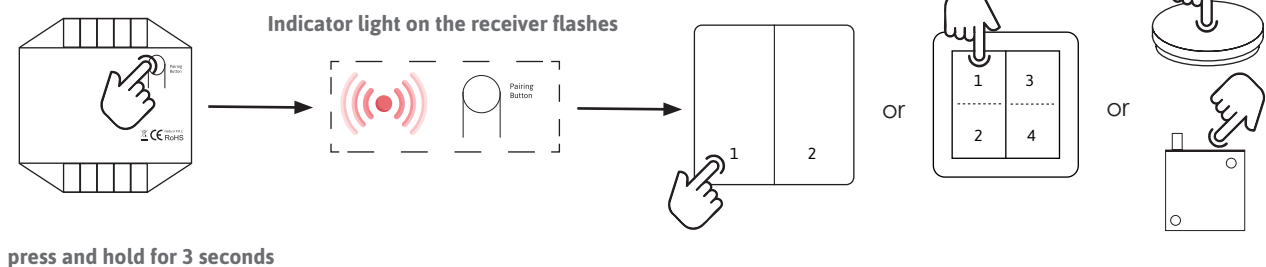 Indicator light on the receiver flashes
Pairing
Button
CE RoHS
Pairing
Button
1 2
or
1 3
2 4
or
press and hold for 3 seconds